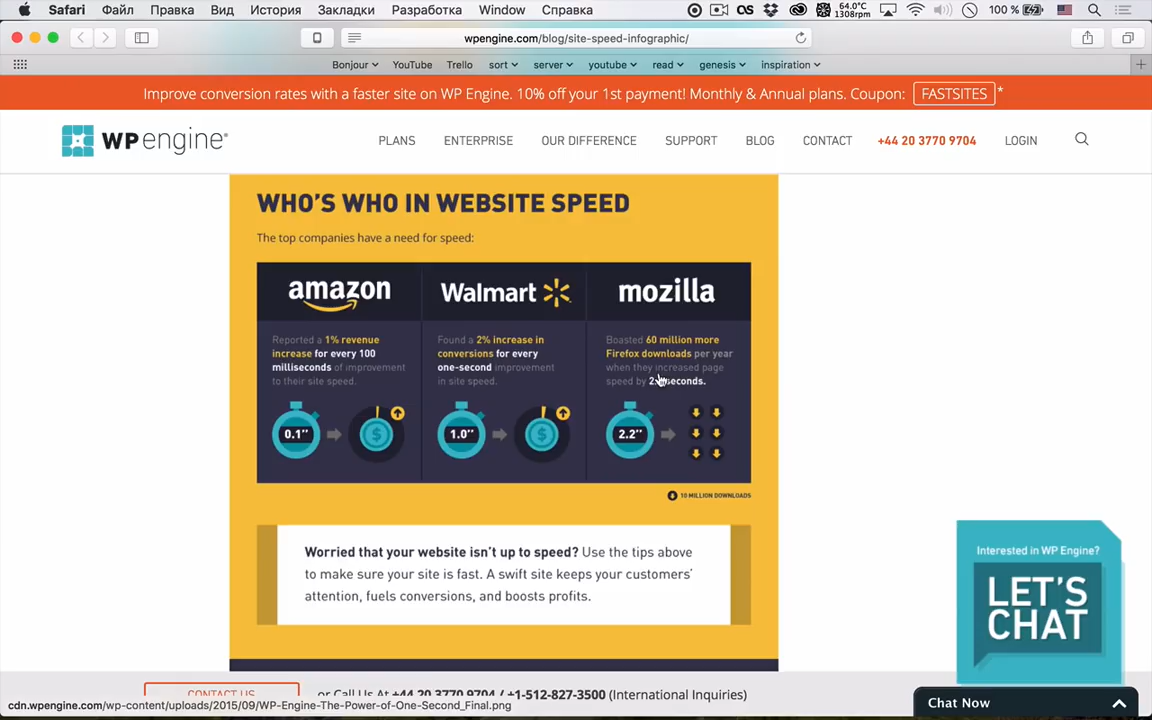 Safari Файл Правка Вид История Закладки Разработка Window Справка
64.0°C
1308rpm
100 %
wpengine.com/blog/site-speed-infographic/
Bonjour YouTube Trello sort server youtube read genesis inspiration
Improve conversion rates with a faster site on WP Engine. 10% off your 1st payment! Monthly & Annual plans. Coupon: FASTSITES *
WP engine®
PLANS ENTERPRISE OUR DIFFERENCE SUPPORT BLOG CONTACT +44 20 3770 9704 LOGIN
WHO'S WHO IN WEBSITE SPEED
The top companies have a need for speed:
amazon
Reported a 1% revenue
increase for every 100
milliseconds of improvement
to their site speed.
0.1″
$
Walmart
Found a 2% increase in
conversions for every
one-second improvement
in site speed.
1.0″
$
mozilla
Boasted 60 million more
Firefox downloads per year
when they increased page
speed by seconds.
2.2″
10 MILLION DOWNLOADS
Worried that your website isn't up to speed? Use the tips above
to make sure your site is fast. A swift site keeps your customers'
attention, fuels conversions, and boosts profits.
Interested in WP Engine?
LET'S
CHAT
CONTACT US or Call Us At +44 20 3770 9704 / +1-512-827-3500 (International Inquiries)
Chat Now
cdn.wpengine.com/wp-content/uploads/2015/09/WP-Engine-The-Power-of-One-Second_Final.png